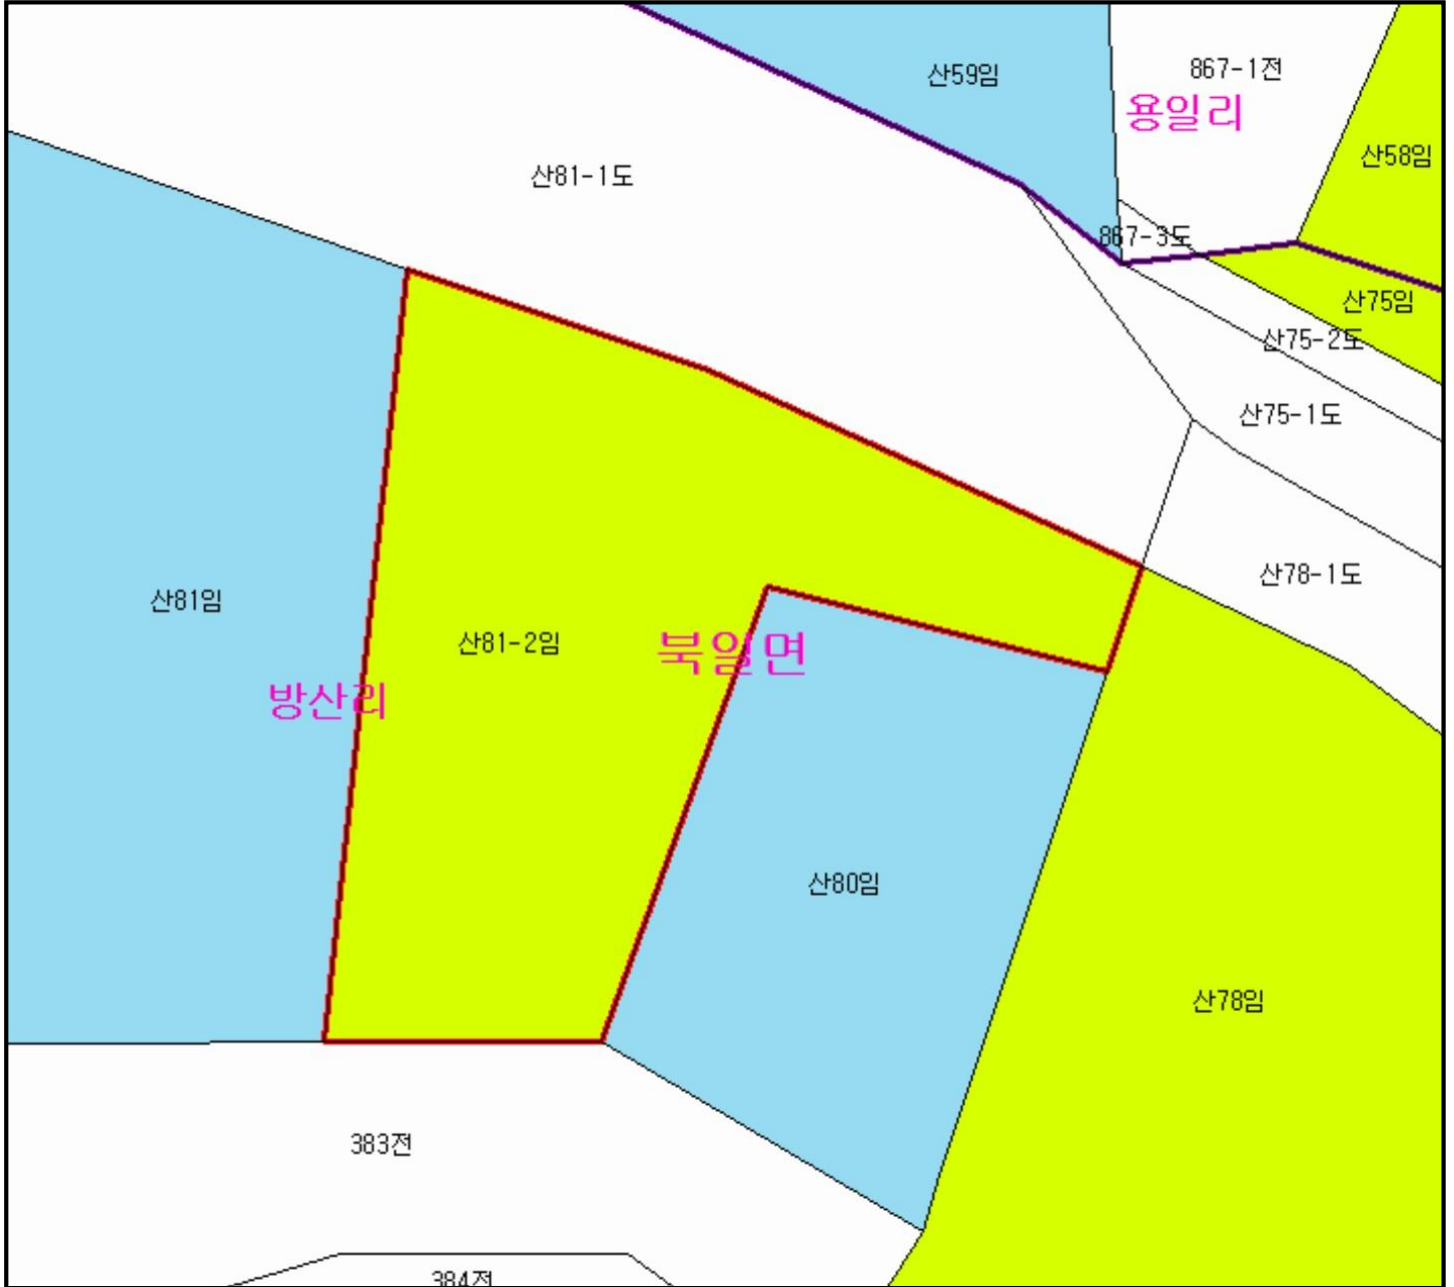 산59임
867-1전
용일리
산58임
산81-1도
867-3도
산75임
산75-2도
산75-1도
산78-1도
산81임
산81-2임
북일면
방산리
산80임
산78임
383전
384전